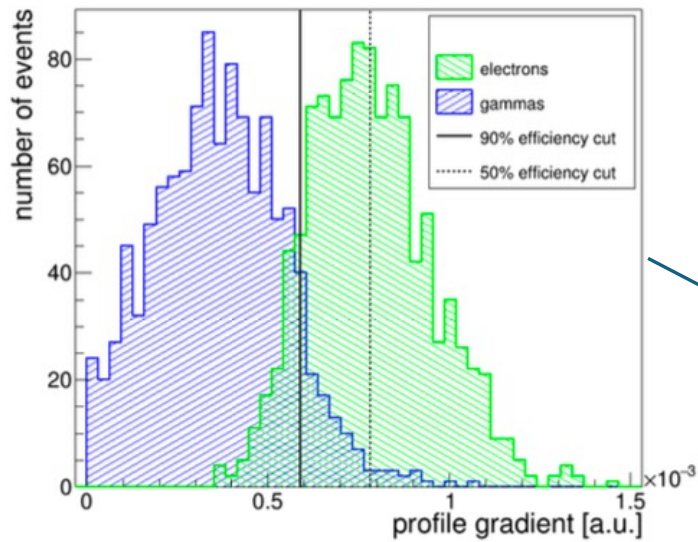 number of events
80
60
40
20
0
electrons
gammas
90% efficiency cut
50% efficiency cut
0
0.5
1
1.5
×10⁻³
profile gradient [a.u.]